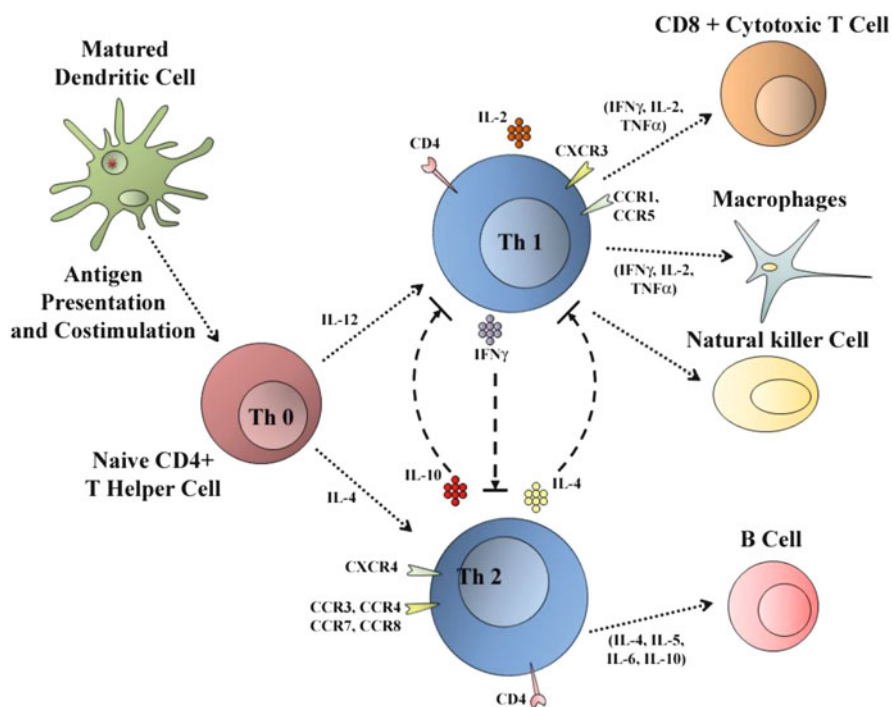 Matured
Dendritic Cell
Antigen
Presentation
and Costimulation
Th 0
Naive CD4+
T Helper Cell
IL-12
IL-4
CD4
IL-2
CXCR3
CCR1,
CCR5
Th 1
IFNγ
(IFNγ, IL-2,
TNFα)
CD8 + Cytotoxic T Cell
(IFNγ, IL-2,
TNFα)
Macrophages
Natural killer Cell
IL-10
IL-4
CXCR4
CCR3, CCR4
CCR7, CCR8
Th 2
CD4
(IL-4, IL-5,
IL-6, IL-10)
B Cell